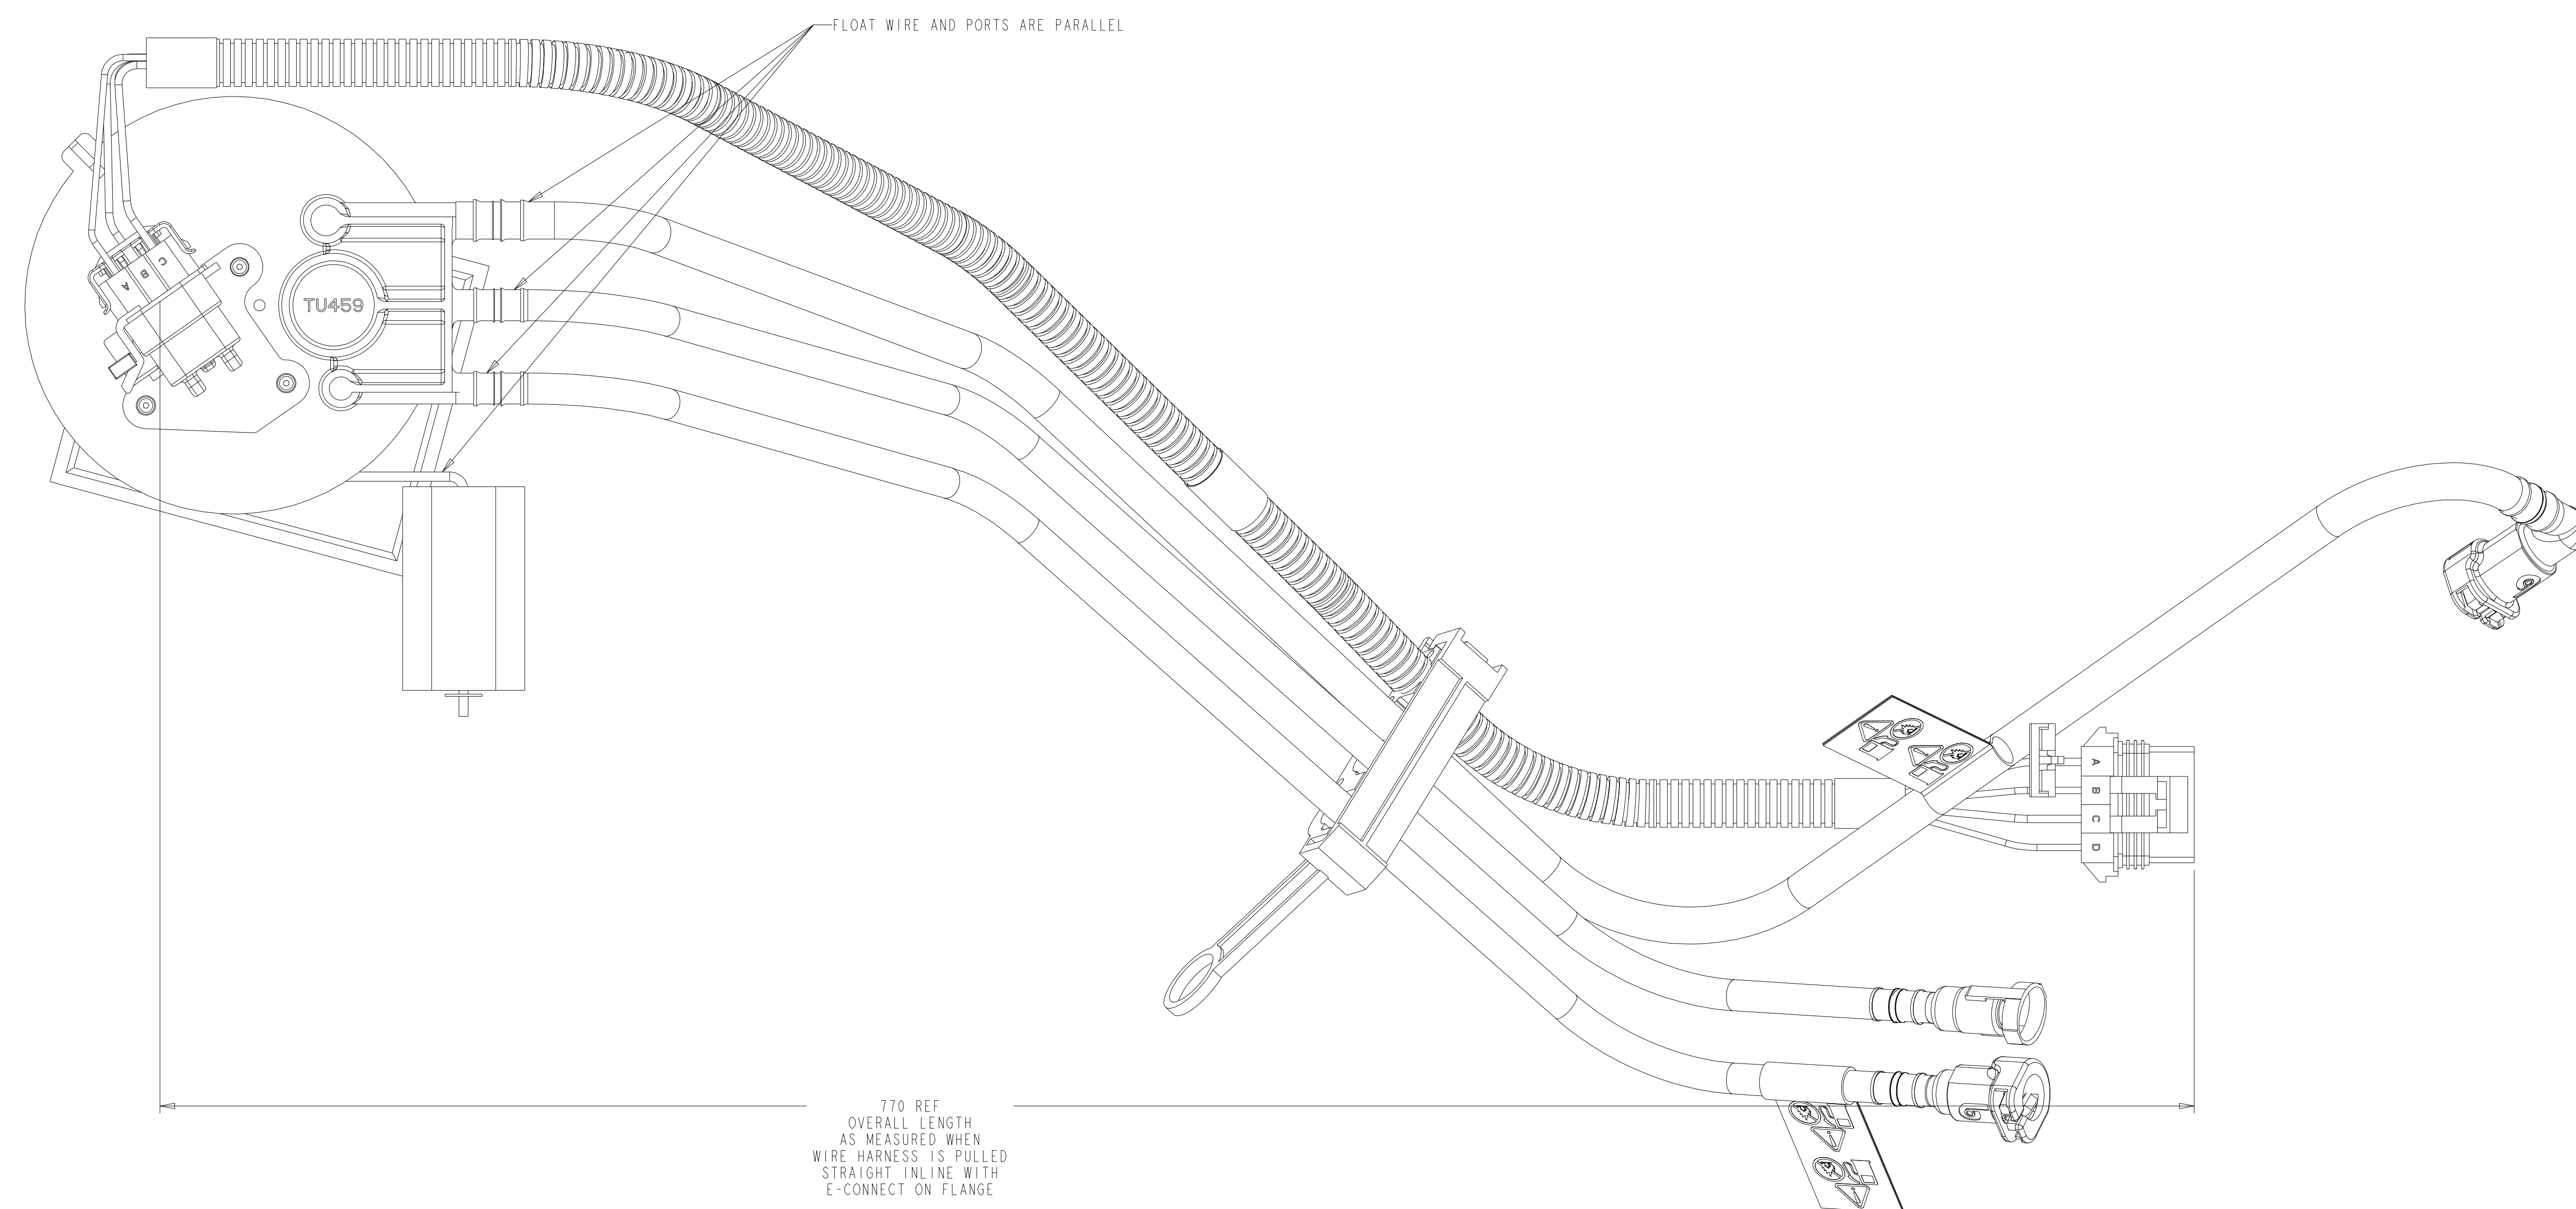 FLOAT WIRE AND PORTS ARE PARALLEL
C
B
A
TU459
A
B
C
D
770 REF
OVERALL LENGTH
AS MEASURED WHEN
WIRE HARNESS IS PULLED
STRAIGHT INLINE WITH
E-CONNECT ON FLANGE